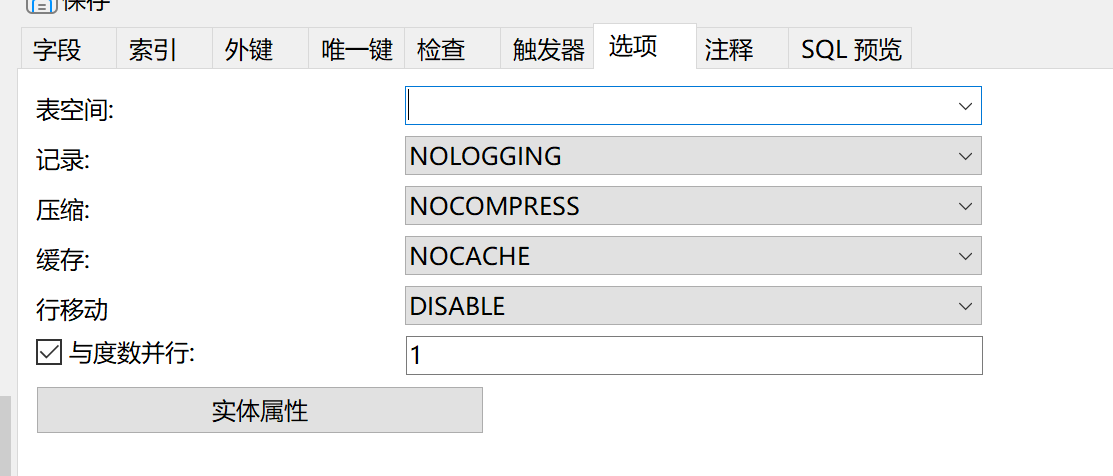 保存
字段 索引 外键 唯一键 检查 触发器 选项 注释 SQL 预览
表空间:
记录: NOLOGGING
压缩: NOCOMPRESS
缓存: NOCACHE
行移动 DISABLE
与度数并行: 1
实体属性